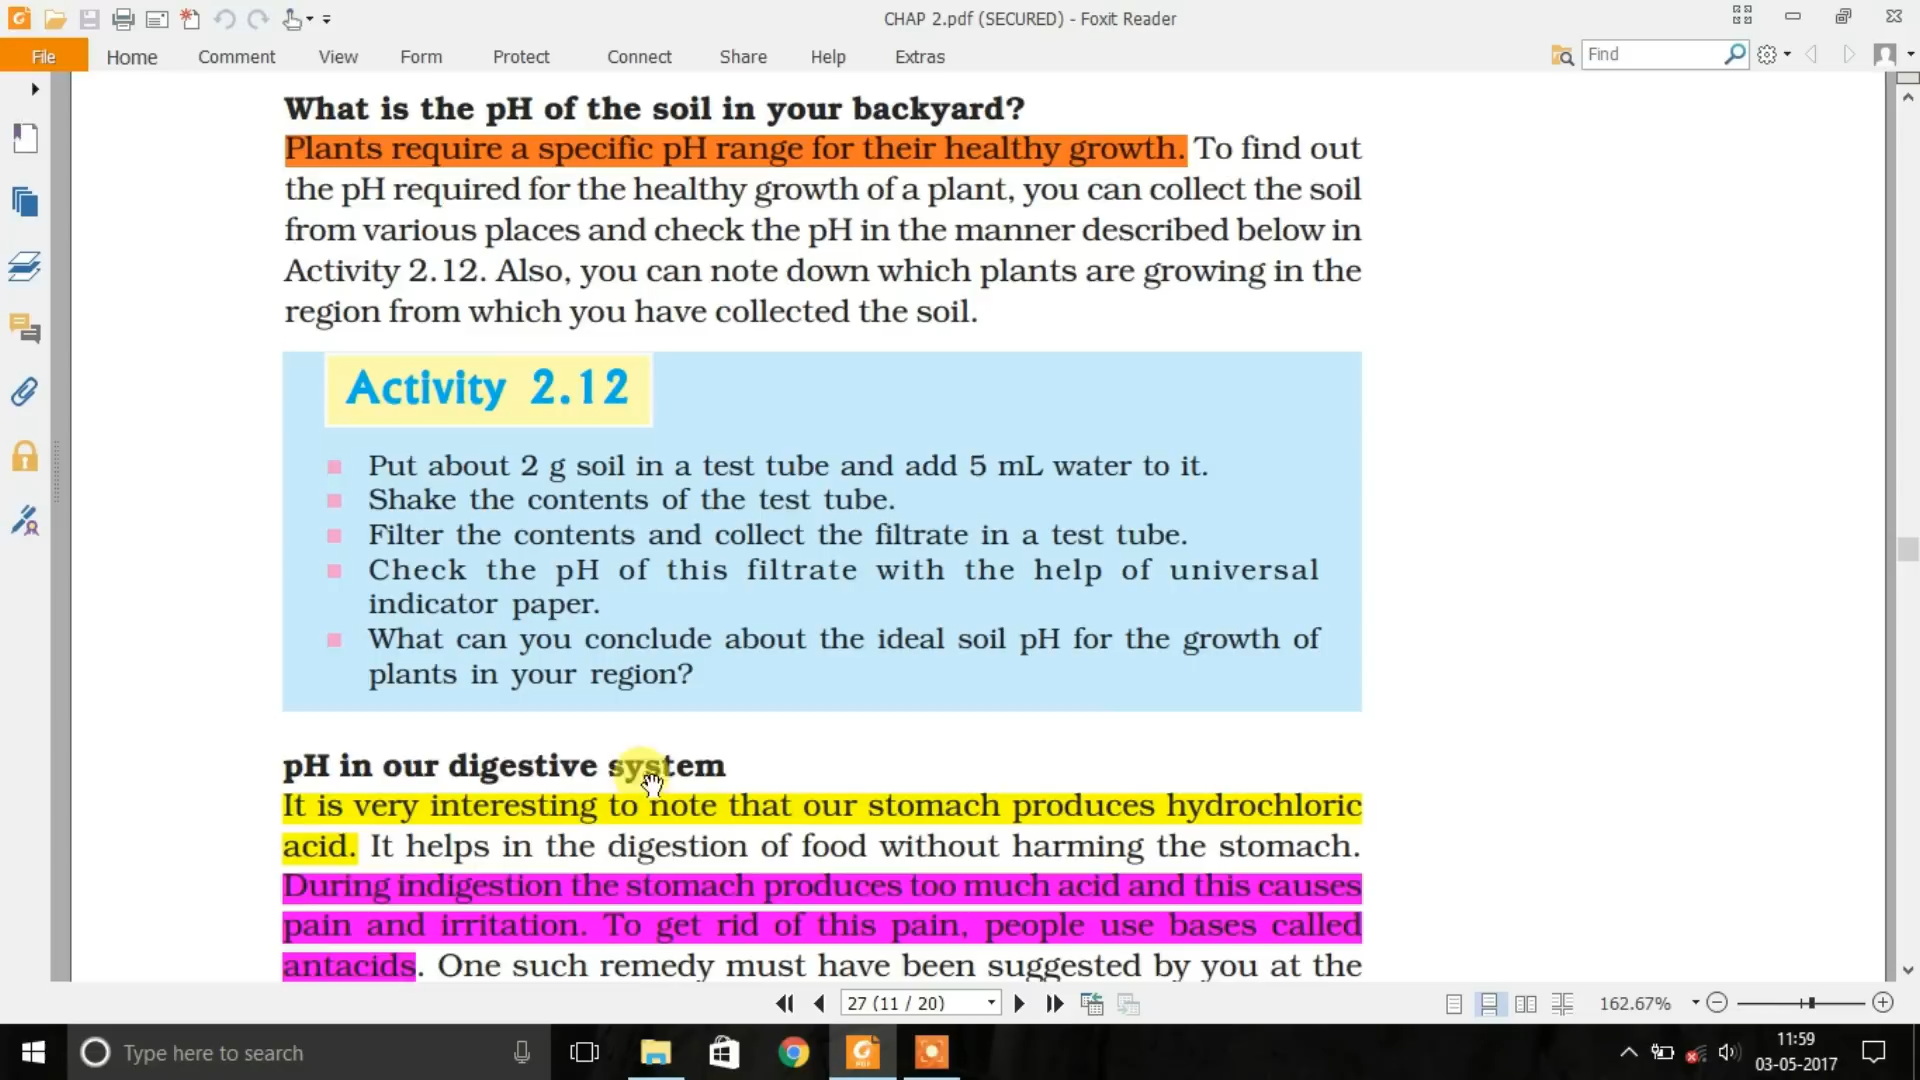 CHAP 2.pdf (SECURED) - Foxit Reader
File Home Comment View Form Protect Connect Share Help Extras Find
What is the pH of the soil in your backyard?
Plants require a specific pH range for their healthy growth. To find out
the pH required for the healthy growth of a plant, you can collect the soil
from various places and check the pH in the manner described below in
Activity 2.12. Also, you can note down which plants are growing in the
region from which you have collected the soil.
Activity 2.12
Put about 2 g soil in a test tube and add 5 mL water to it.
Shake the contents of the test tube.
Filter the contents and collect the filtrate in a test tube.
Check the pH of this filtrate with the help of universal
indicator paper.
What can you conclude about the ideal soil pH for the growth of
plants in your region?
pH in our digestive system
It is very interesting to note that our stomach produces hydrochloric
acid. It helps in the digestion of food without harming the stomach.
During indigestion the stomach produces too much acid and this causes
pain and irritation. To get rid of this pain, people use bases called
antacids. One such remedy must have been suggested by you at the
27 (11 / 20) 162.67%
Type here to search
11:59
03-05-2017